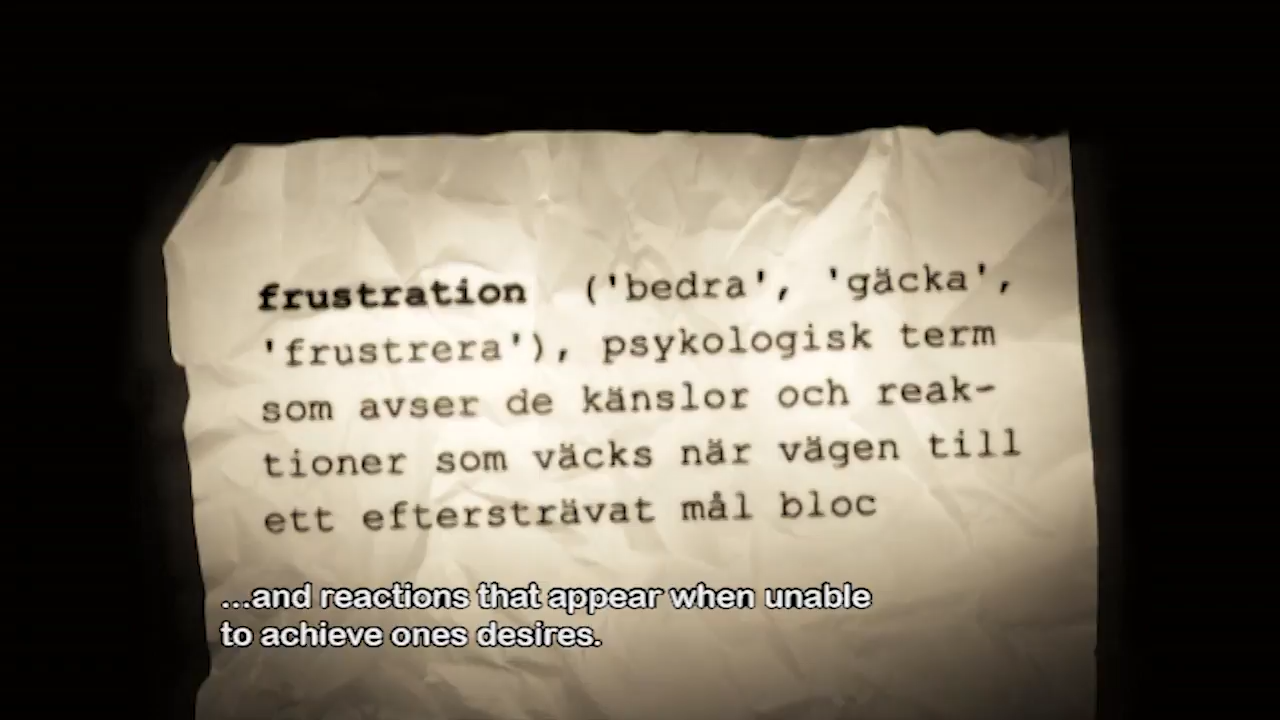 frustration ('bedra', 'gäcka',
'frustrera'), psykologisk term
som avser de känslor och reak-
tioner som väcks när vägen till
ett eftersträvat mål bloc
...and reactions that appear when unable
to achieve ones desires.